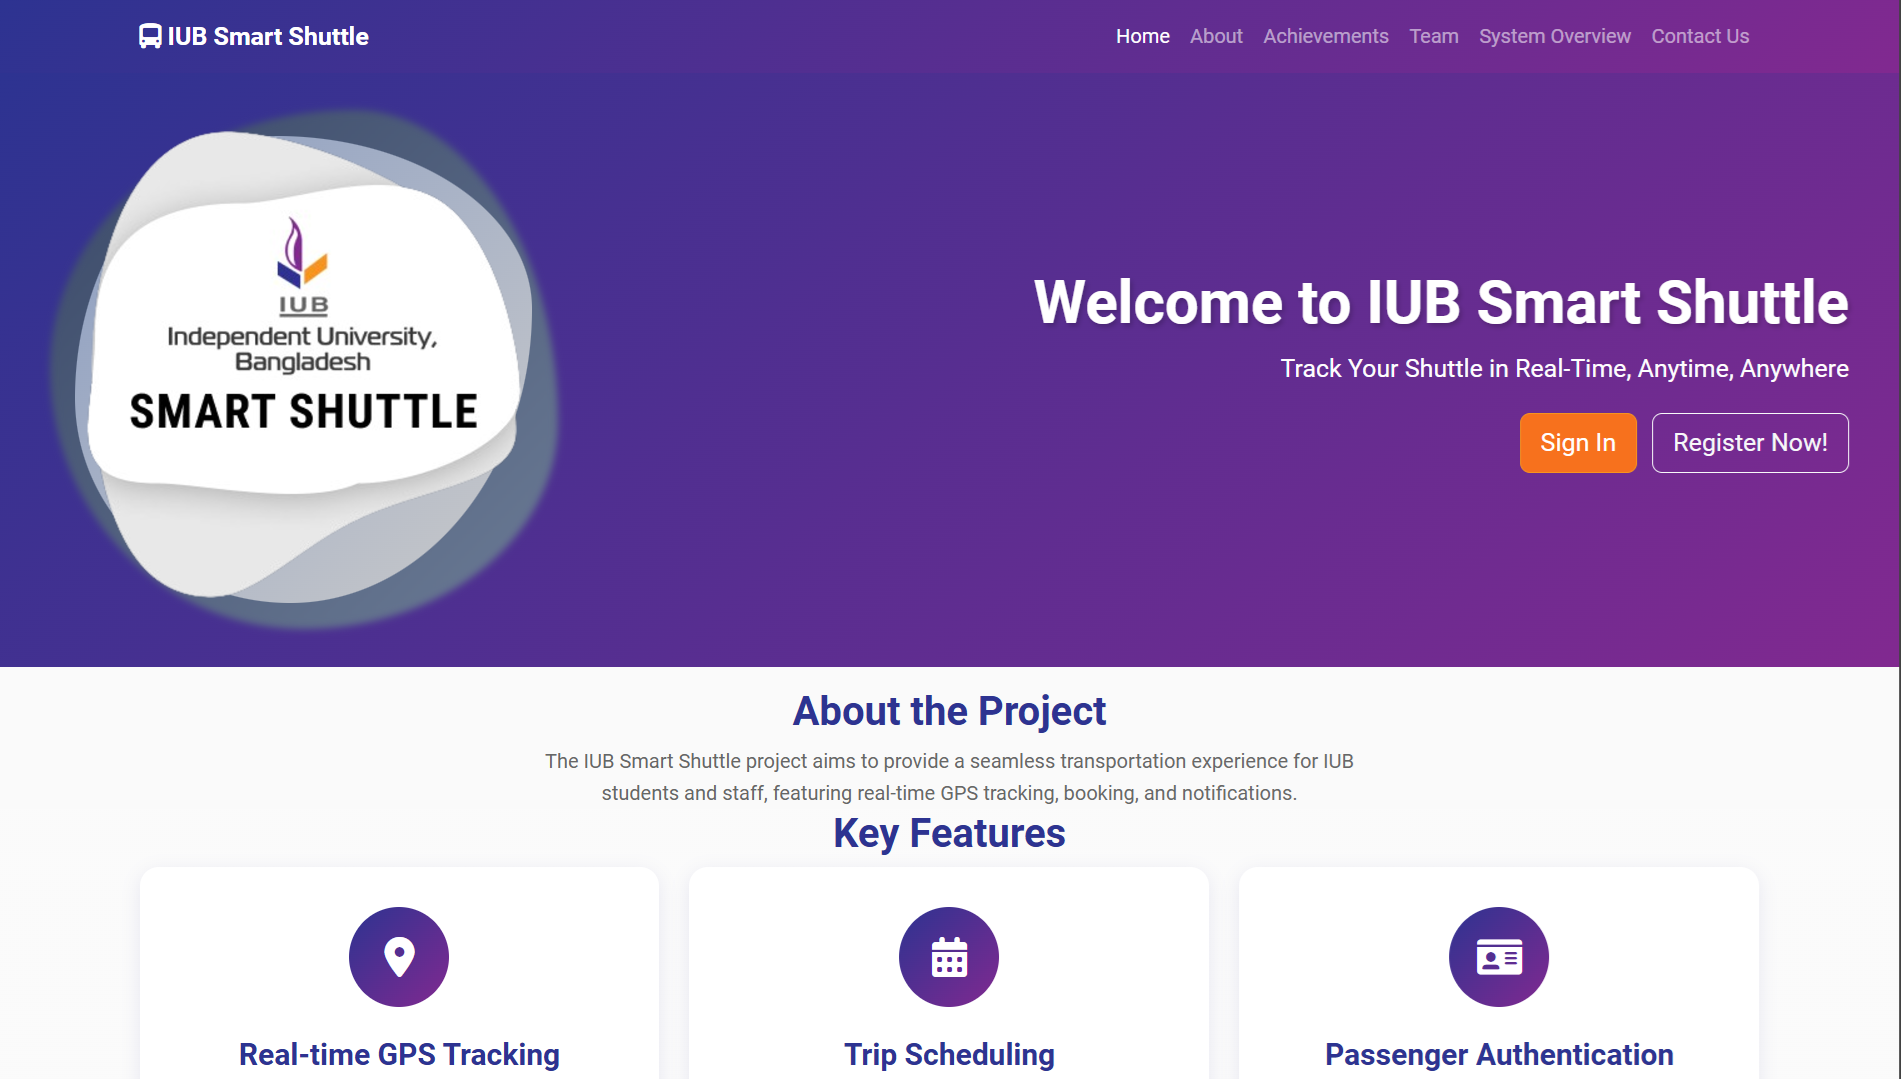 IUB Smart Shuttle
Home About Achievements Team System Overview Contact Us
IUB
Independent University,
Bangladesh
SMART SHUTTLE
Welcome to IUB Smart Shuttle
Track Your Shuttle in Real-Time, Anytime, Anywhere
Sign In Register Now!
About the Project
The IUB Smart Shuttle project aims to provide a seamless transportation experience for IUB
students and staff, featuring real-time GPS tracking, booking, and notifications.
Key Features
Real-time GPS Tracking
Trip Scheduling
Passenger Authentication